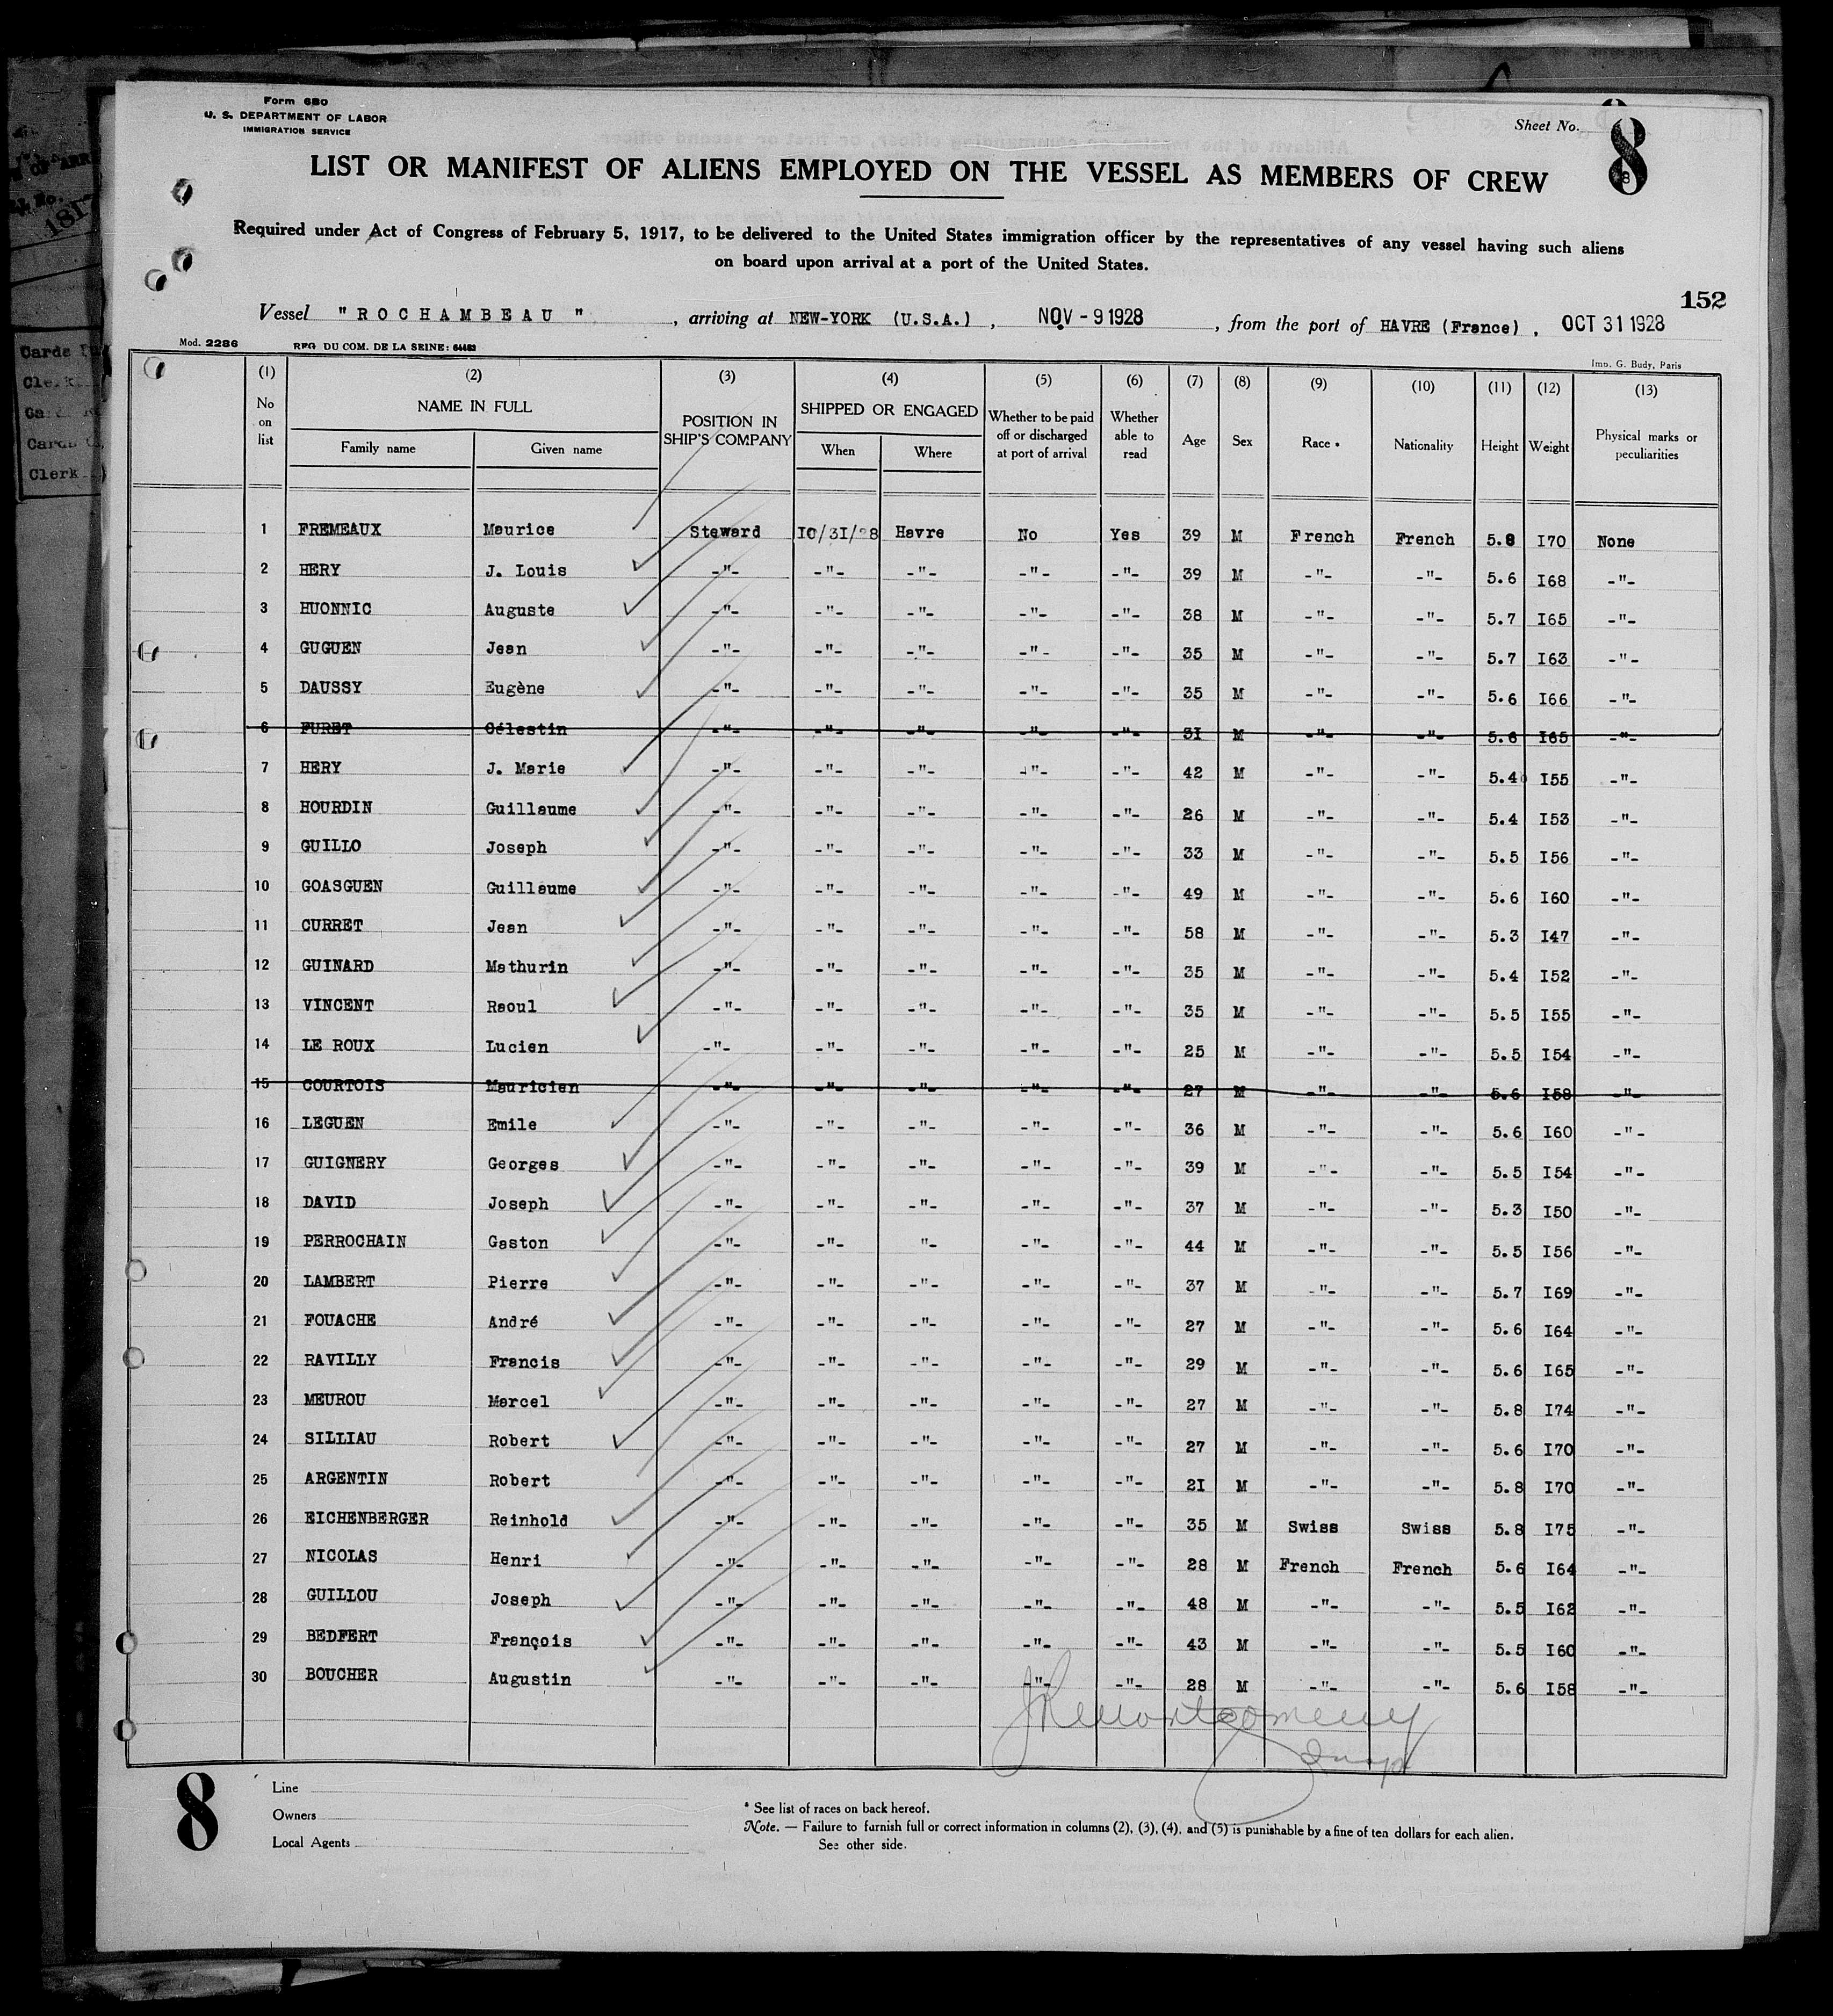 Form 680
U. S. DEPARTMENT OF LABOR
IMMIGRATION SERVICE
Sheet No. 8
LIST OR MANIFEST OF ALIENS EMPLOYED ON THE VESSEL AS MEMBERS OF CREW
Required under Act of Congress of February 5, 1917, to be delivered to the United States immigration officer by the representatives of any vessel having such aliens
on board upon arrival at a port of the United States.
152
Vessel "ROCHAMBEAU", arriving at NEW-YORK (U.S.A.), NOV - 9 1928, from the port of HAVRE (France), OCT 31 1928
Mod. 2286 REG DU COM. DE LA SEINE: 64483 Imp. G. Budy, Paris
(1) (2) (3) (4) (5) (6) (7) (8) (9) (10) (11) (12) (13)
No on list NAME IN FULL Family name Given name POSITION IN SHIP'S COMPANY SHIPPED OR ENGAGED When Where Whether to be paid off or discharged at port of arrival Whether able to read Age Sex Race * Nationality Height Weight Physical marks or peculiarities
1 FREMEAUX Maurice Steward 10/31/28 Havre No Yes 39 M French French 5.8 170 None
2 HERY J. Louis -"- -"- -"- -"- -"- 39 M -"- -"- 5.6 168 -"-
3 HUONNIC Auguste -"- -"- -"- -"- -"- 38 M -"- -"- 5.7 165 -"-
4 GUGUEN Jean -"- -"- -"- -"- -"- 35 M -"- -"- 5.7 163 -"-
5 DAUSSY Eugène -"- -"- -"- -"- -"- 35 M -"- -"- 5.6 166 -"-
6 FURET Célestin -"- -"- -"- -"- -"- 31 M -"- -"- 5.6 165 -"-
7 HERY J. Marie -"- -"- -"- -"- -"- 42 M -"- -"- 5.4 155 -"-
8 HOURDIN Guillaume -"- -"- -"- -"- -"- 26 M -"- -"- 5.4 153 -"-
9 GUILLO Joseph -"- -"- -"- -"- -"- 33 M -"- -"- 5.5 156 -"-
10 GOASGUEN Guillaume -"- -"- -"- -"- -"- 49 M -"- -"- 5.6 160 -"-
11 CURRET Jean -"- -"- -"- -"- -"- 58 M -"- -"- 5.3 147 -"-
12 GUINARD Mathurin -"- -"- -"- -"- -"- 35 M -"- -"- 5.4 152 -"-
13 VINCENT Raoul -"- -"- -"- -"- -"- 35 M -"- -"- 5.5 155 -"-
14 LE ROUX Lucien -"- -"- -"- -"- -"- 25 M -"- -"- 5.5 154 -"-
15 COURTOIS Mauricien -"- -"- -"- -"- -"- 27 M -"- -"- 5.6 158 -"-
16 LEGUEN Emile -"- -"- -"- -"- -"- 36 M -"- -"- 5.6 160 -"-
17 GUIGNERY Georges -"- -"- -"- -"- -"- 39 M -"- -"- 5.5 154 -"-
18 DAVID Joseph -"- -"- -"- -"- -"- 37 M -"- -"- 5.3 150 -"-
19 PERROCHAIN Gaston -"- -"- "- -"- -"- 44 M -"- -"- 5.5 156 -"-
20 LAMBERT Pierre -"- -"- -"- -"- -"- 37 M -"- -"- 5.7 169 -"-
21 FOUACHE André -"- -"- -"- -"- -"- 27 M -"- -"- 5.6 164 -"-
22 RAVILLY Francis -"- -"- -"- -"- -"- 29 M -"- -"- 5.6 165 -"-
23 MEUROU Marcel -"- -"- -"- -"- -"- 27 M -"- -"- 5.8 174 -"-
24 SILLIAU Robert -"- -"- -"- -"- -"- 27 M -"- -"- 5.6 170 -"-
25 ARGENTIN Robert -"- -"- -"- -"- -"- 21 M -"- -"- 5.8 170 -"-
26 EICHENBERGER Reinhold -"- -"- -"- -"- -"- 35 M Swiss Swiss 5.8 175 -"-
27 NICOLAS Henri -"- -"- -"- -"- -"- 28 M French French 5.6 164 -"-
28 GUILLOU Joseph -"- -"- -"- -"- -"- 48 M -"- -"- 5.5 162 -"-
29 BEDFERT François -"- -"- -"- -"- -"- 43 M -"- -"- 5.5 160 -"-
30 BOUCHER Augustin -"- -"- -"- -"- -"- 28 M -"- -"- 5.6 158 -"-
Montgomery
Insp
8
Line
Owners
Local Agents
* See list of races on back hereof.
Note. — Failure to furnish full or correct information in columns (2), (3), (4), and (5) is punishable by a fine of ten dollars for each alien.
See other side.